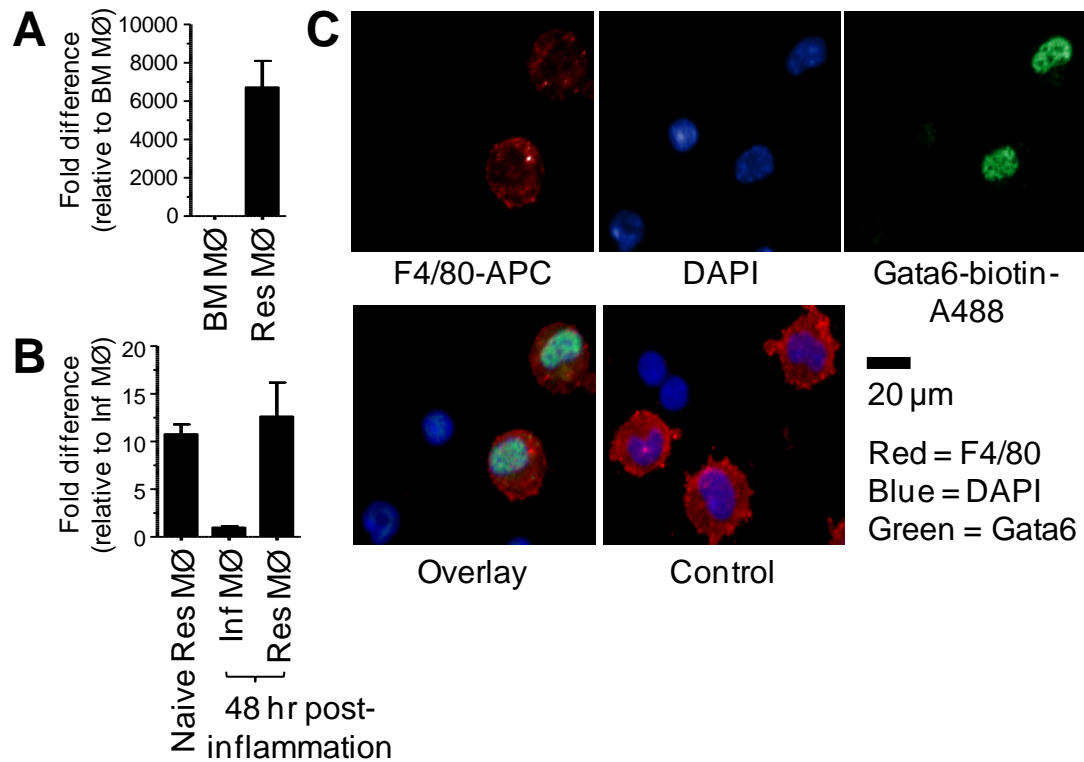 A
Fold difference
(relative to BM MØ)
10000
8000
6000
4000
2000
0
BM MØ
Res MØ
B
Fold difference
(relative to Inf MØ)
20
15
10
5
0
Naive Res MØ
Inf MØ
Res MØ
48 hr post-
inflammation
C
F4/80-APC
DAPI
Gata6-biotin-
A488
Overlay
Control
20 µm
Red = F4/80
Blue = DAPI
Green = Gata6